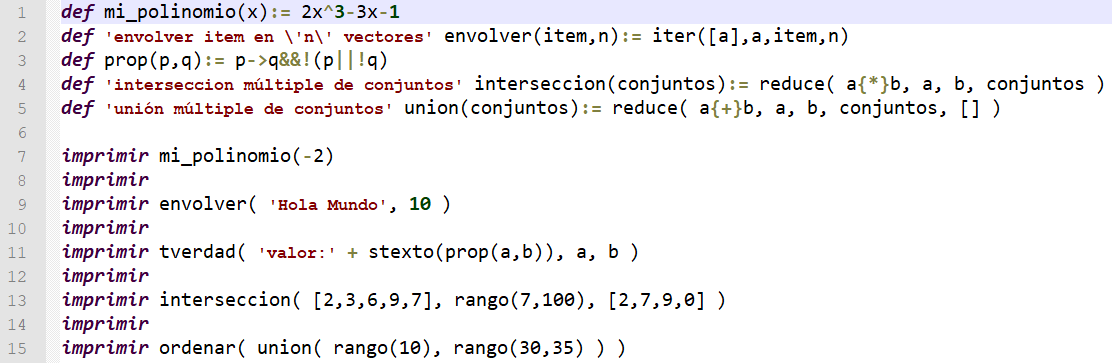 1 def mi_polinomio(x):= 2x^3-3x-1
2 def 'envolver item en \'n\' vectores' envolver(item,n):= iter([a],a,item,n)
3 def prop(p,q):= p->q&&!(p||!q)
4 def 'interseccion múltiple de conjuntos' interseccion(conjuntos):= reduce( a{*}b, a, b, conjuntos )
5 def 'unión múltiple de conjuntos' union(conjuntos):= reduce( a{+}b, a, b, conjuntos, [] )
6
7 imprimir mi_polinomio(-2)
8 imprimir
9 imprimir envolver( 'Hola Mundo', 10 )
10 imprimir
11 imprimir tverdad( 'valor:' + stexto(prop(a,b)), a, b )
12 imprimir
13 imprimir interseccion( [2,3,6,9,7], rango(7,100), [2,7,9,0] )
14 imprimir
15 imprimir ordenar( union( rango(10), rango(30,35) ) )